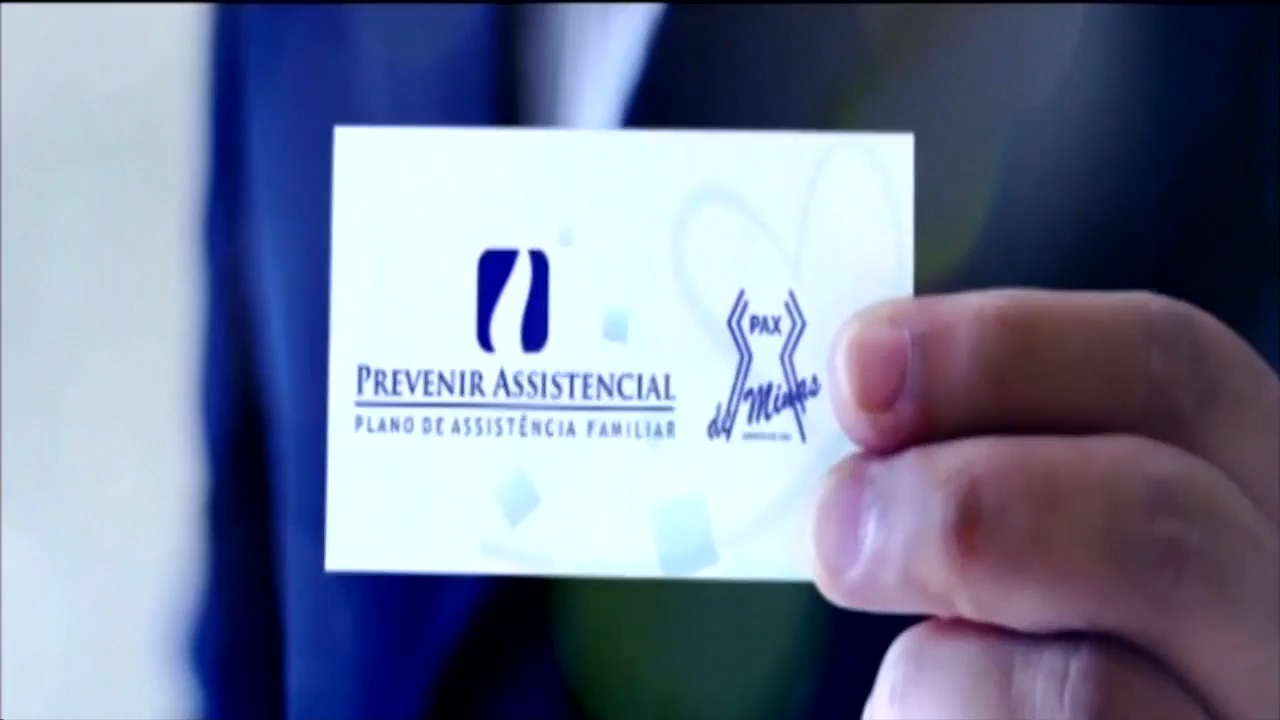 PREVENIR ASSISTENCIAL
PLANO DE ASSISTÊNCIA FAMILIAR
PAX
de Minas